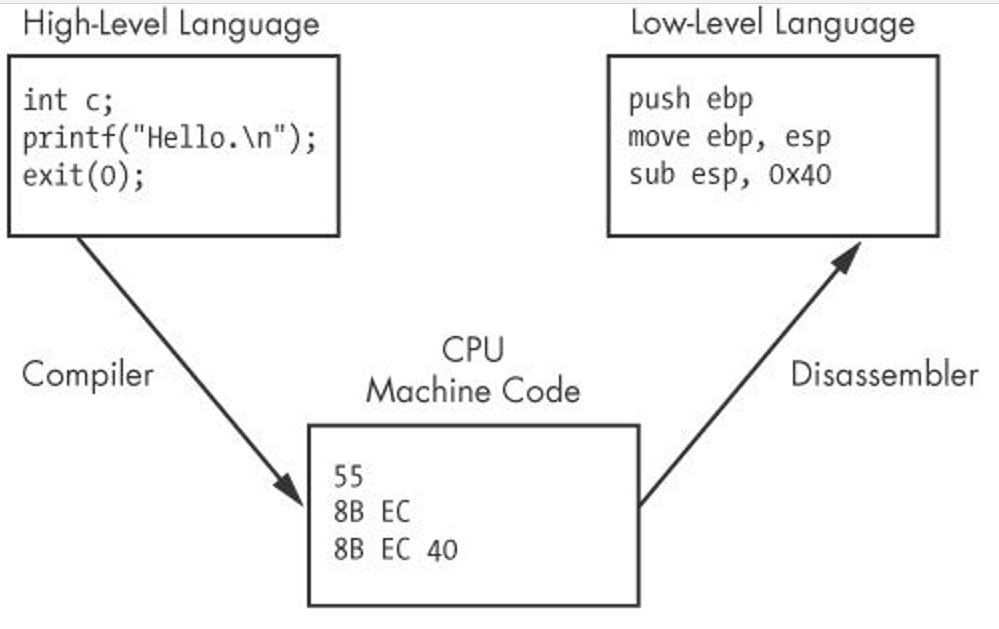 High-Level Language
int c;
printf("Hello.\n");
exit(0);
Low-Level Language
push ebp
move ebp, esp
sub esp, 0x40
Compiler
CPU
Machine Code
Disassembler
55
8B EC
8B EC 40